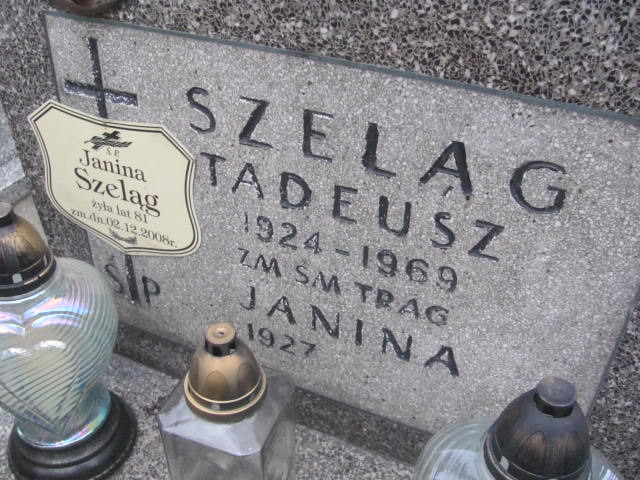 Ś.P.
Janina
Szeląg
żyła lat 81
zm.dn.02.12.2008r.
SZELĄG
TADEUSZ
1924-1969
ZM ŚM TRAG
JANINA
1927
Ś P